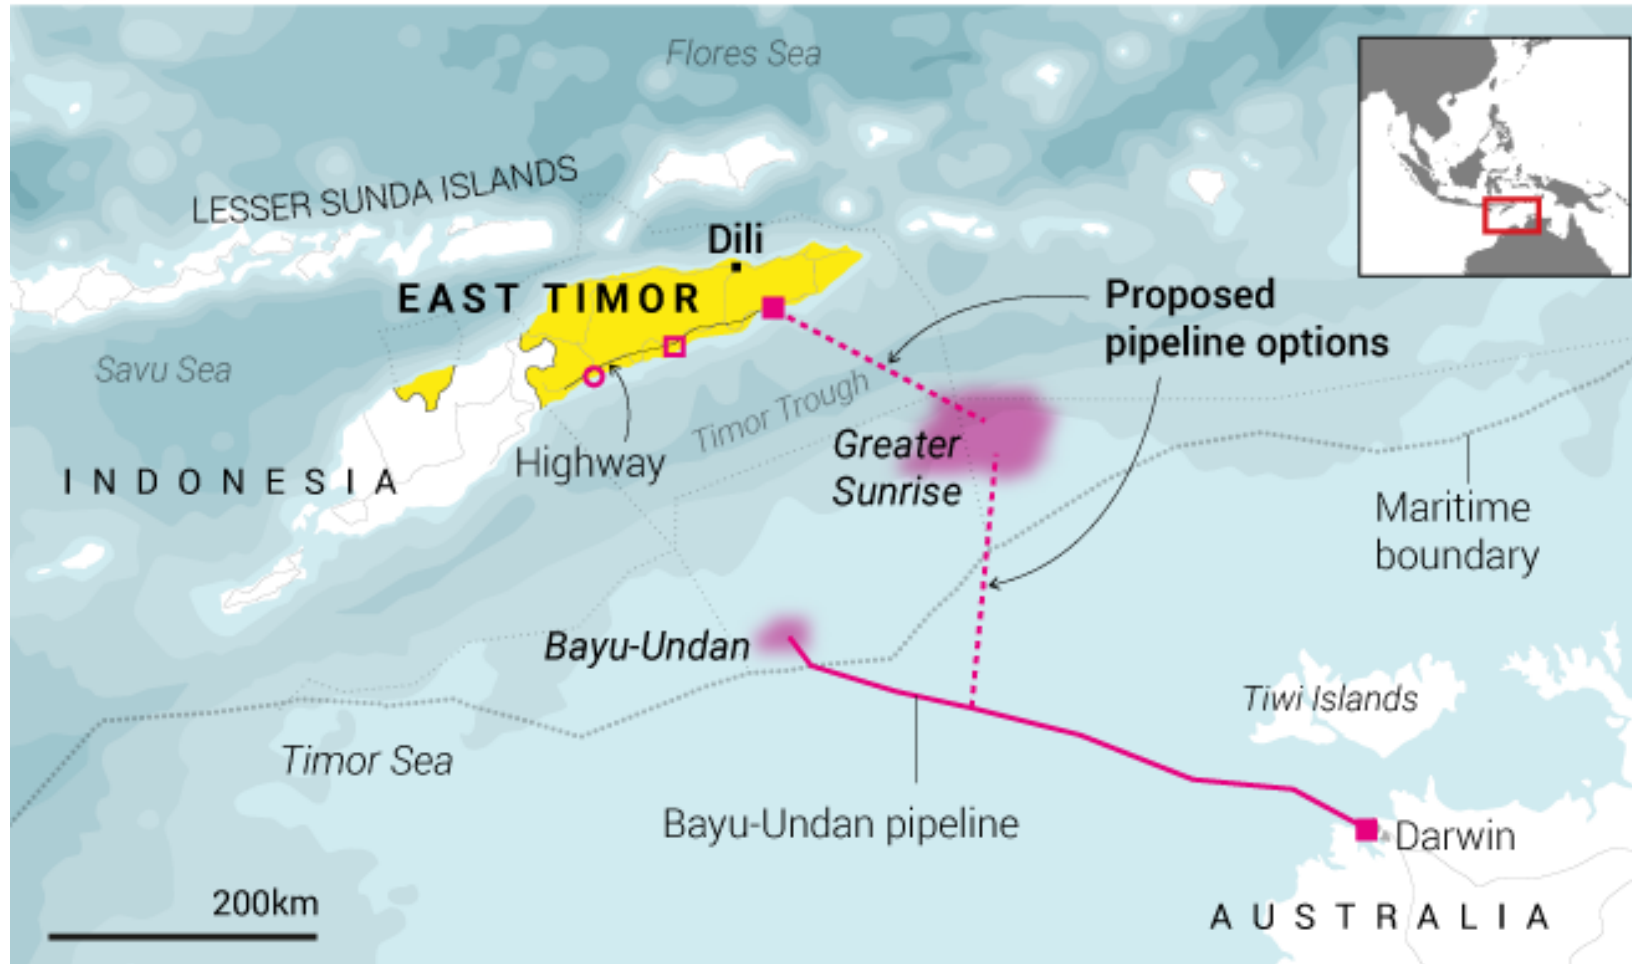 Flores Sea
LESSER SUNDA ISLANDS
Dili
EAST TIMOR
Proposed
pipeline options
Savu Sea
Timor Trough
Greater
Sunrise
Highway
INDONESIA
Maritime
boundary
Bayu-Undan
Tiwi Islands
Timor Sea
Bayu-Undan pipeline
Darwin
200km
AUSTRALIA